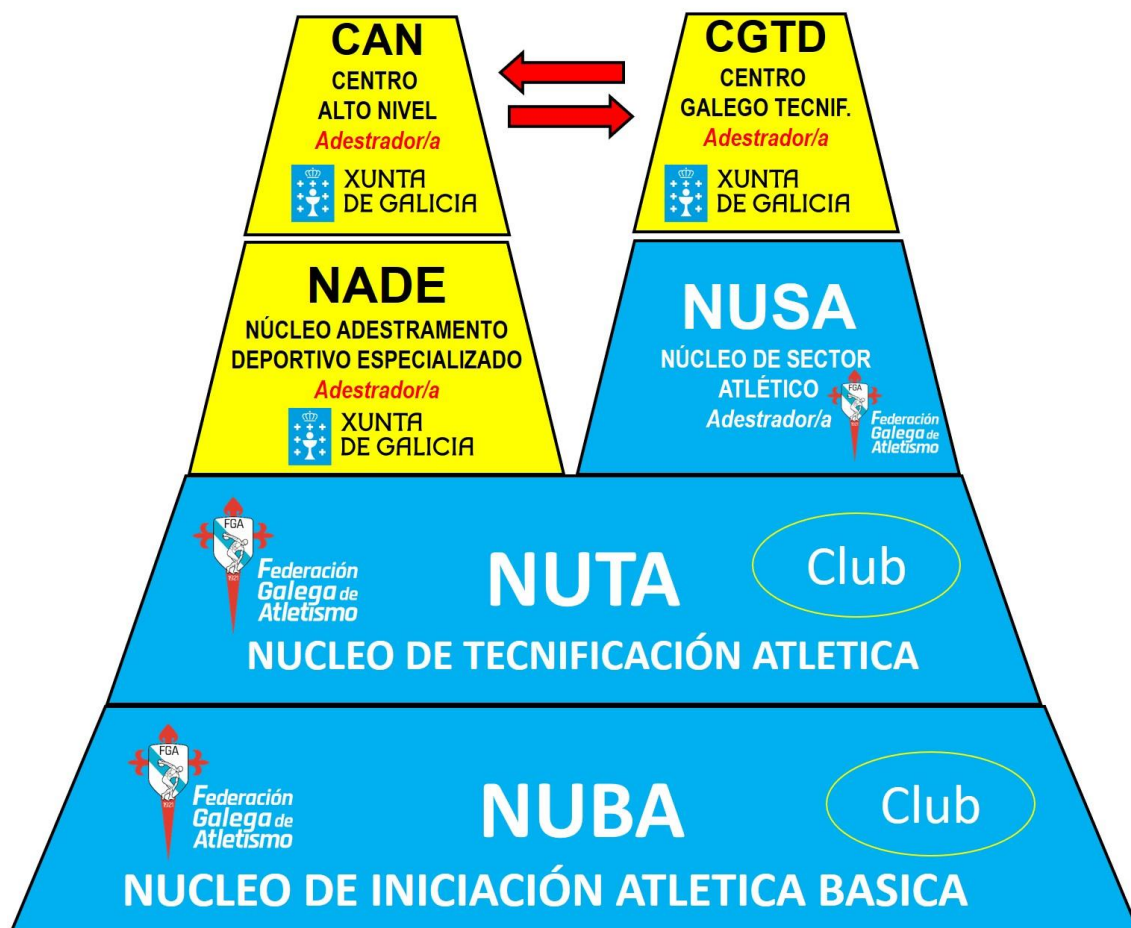 CAN
CENTRO
ALTO NIVEL
Adestrador/a
XUNTA
DE GALICIA
CGTD
CENTRO
GALEGO TECNIF.
Adestrador/a
XUNTA
DE GALICIA
NADE
NÚCLEO ADESTRAMENTO
DEPORTIVO ESPECIALIZADO
Adestrador/a
XUNTA
DE GALICIA
NUSA
NÚCLEO DE SECTOR
ATLÉTICO
Adestrador/a
Federación
Galega de
Atletismo
FGA
1921
Federación
Galega de
Atletismo
NUTA
Club
NUCLEO DE TECNIFICACIÓN ATLETICA
FGA
1921
Federación
Galega de
Atletismo
NUBA
Club
NUCLEO DE INICIACIÓN ATLETICA BASICA